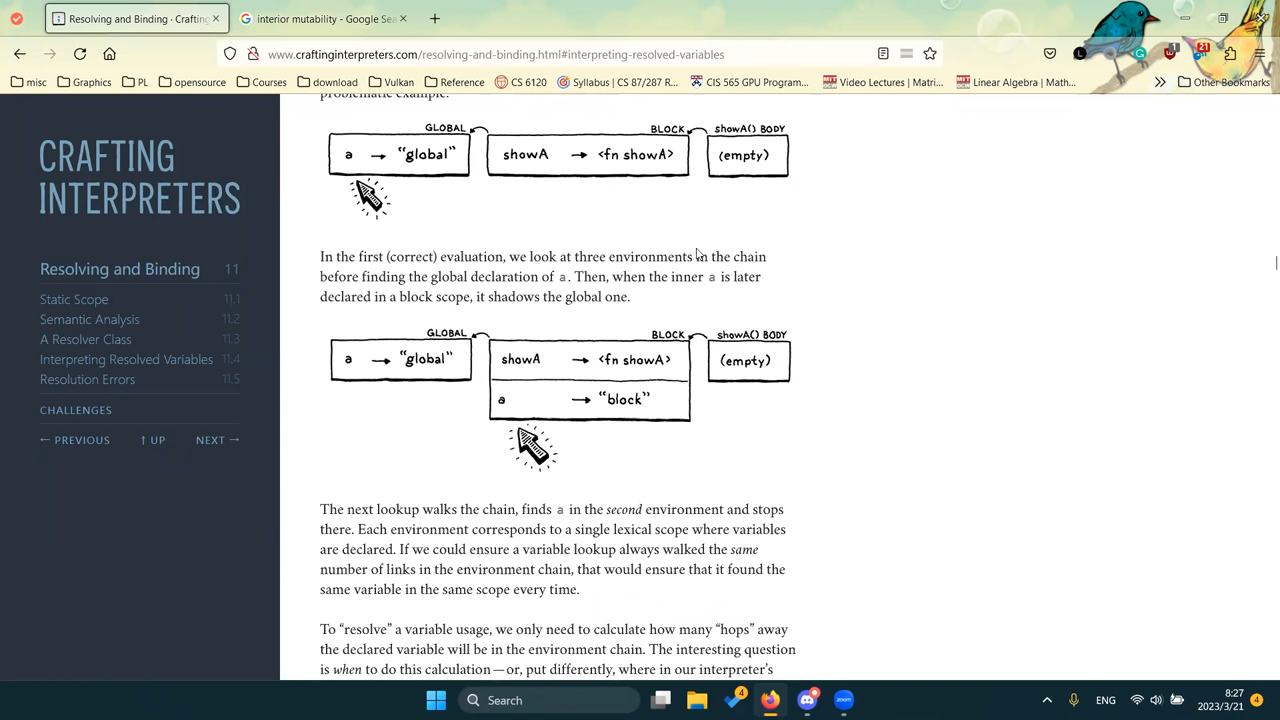 Resolving and Binding · Crafting
interior mutability - Google Sea
www.craftinginterpreters.com/resolving-and-binding.html#interpreting-resolved-variables
L
1
21
misc
Graphics
PL
opensource
Courses
download
Vulkan
Reference
CS 6120
Syllabus | CS 87/287 R...
CIS 565 GPU Program...
Video Lectures | Matri...
Linear Algebra | Math...
Other Bookmarks
CRAFTING
INTERPRETERS
Resolving and Binding 11
Static Scope 11.1
Semantic Analysis 11.2
A Resolver Class 11.3
Interpreting Resolved Variables 11.4
Resolution Errors 11.5
CHALLENGES
← PREVIOUS ↑ UP NEXT →
problematic example.
GLOBAL BLOCK showA() BODY
a → "global" showA → <fn showA> (empty)
In the first (correct) evaluation, we look at three environments in the chain
before finding the global declaration of a. Then, when the inner a is later
declared in a block scope, it shadows the global one.
GLOBAL BLOCK showA() BODY
a → "global" showA → <fn showA> (empty)
a → "block"
The next lookup walks the chain, finds a in the second environment and stops
there. Each environment corresponds to a single lexical scope where variables
are declared. If we could ensure a variable lookup always walked the same
number of links in the environment chain, that would ensure that it found the
same variable in the same scope every time.
To “resolve” a variable usage, we only need to calculate how many “hops” away
the declared variable will be in the environment chain. The interesting question
is when to do this calculation—or, put differently, where in our interpreter’s
Search
4
zoom
ENG
8:27
2023/3/21
4